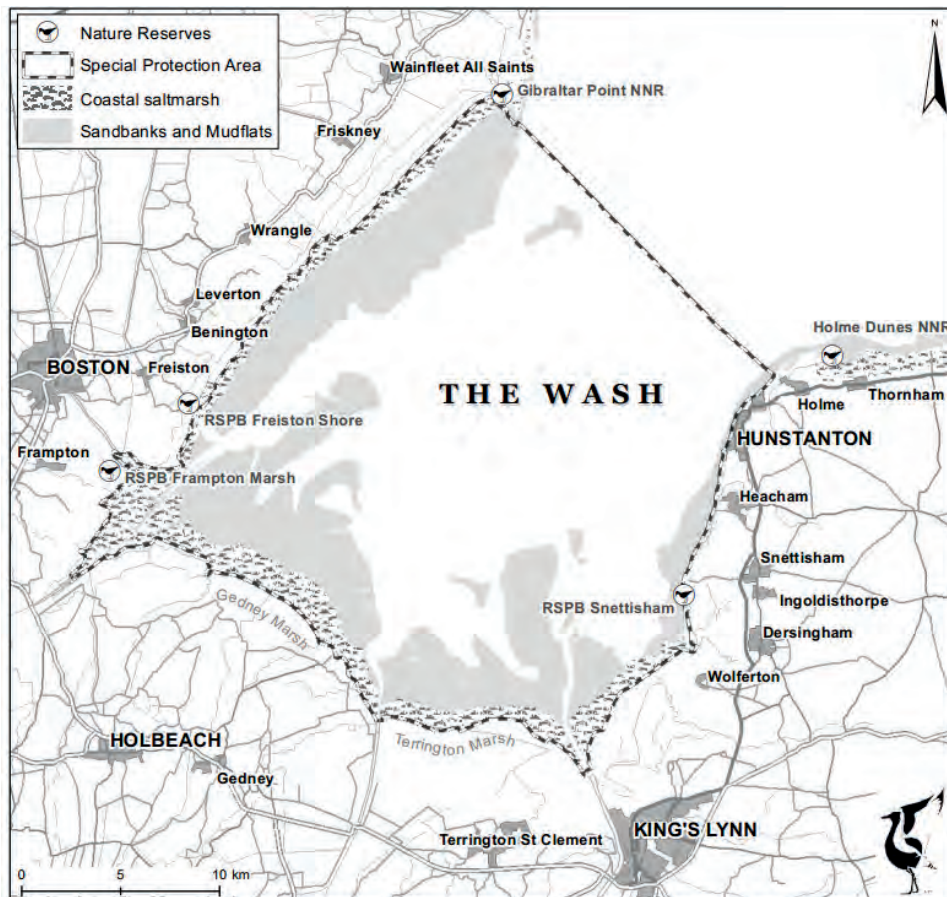 Nature Reserves
Special Protection Area
Coastal saltmarsh
Sandbanks and Mudflats
N
Wainfleet All Saints
Gibraltar Point NNR
Friskney
Wrangle
Leverton
Benington
Holme Dunes NNR
BOSTON
Freiston
THE WASH
Holme
Thornham
RSPB Freiston Shore
HUNSTANTON
Frampton
RSPB Frampton Marsh
Heacham
Snettisham
Gedney Marsh
RSPB Snettisham
Ingoldisthorpe
Dersingham
Wolferton
HOLBEACH
Terrington Marsh
Gedney
Terrington St Clement
KING'S LYNN
0 5 10 km